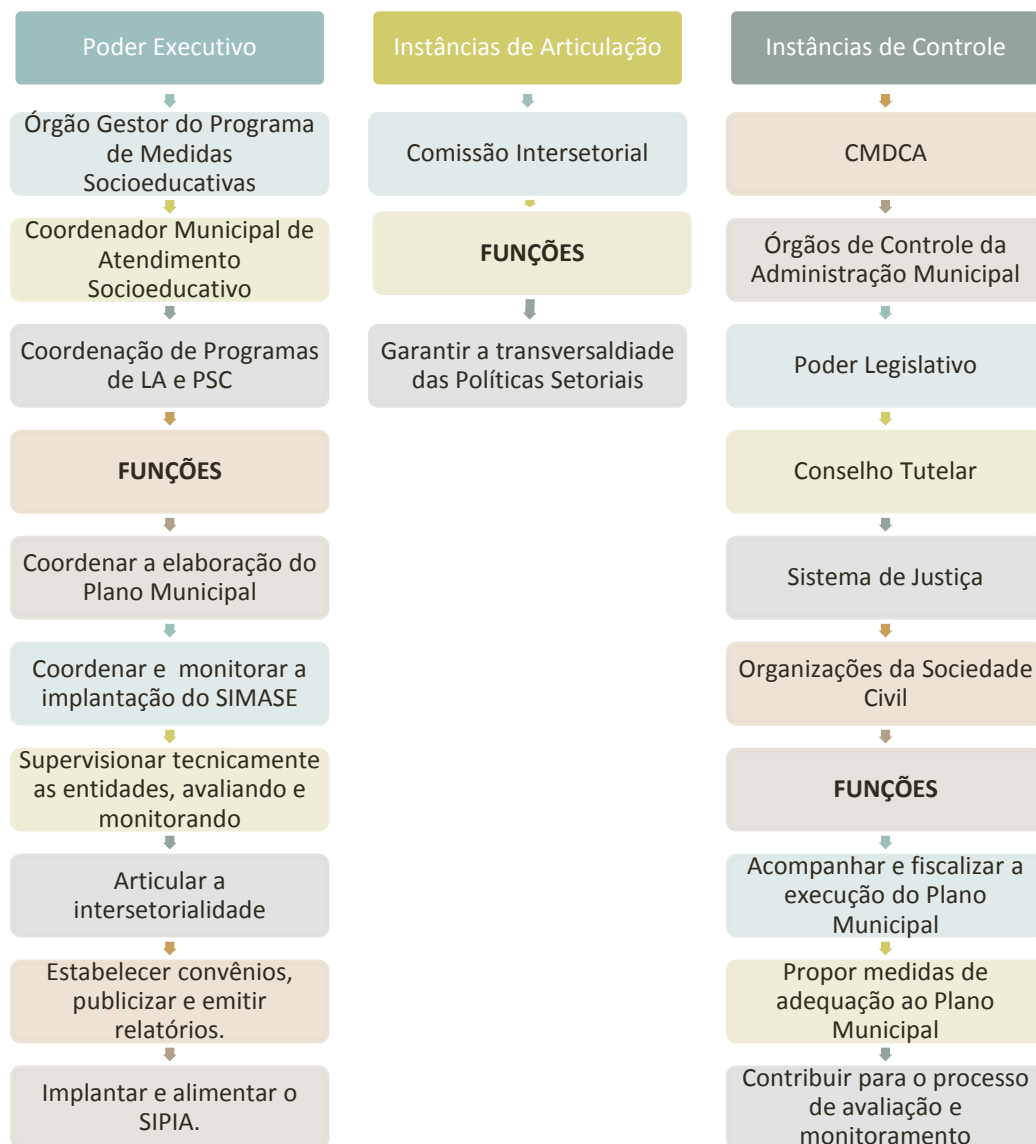 Poder Executivo
Órgão Gestor do Programa
de Medidas
Socioeducativas
Coordenador Municipal de
Atendimento
Socioeducativo
Coordenação de Programas
de LA e PSC
FUNÇÕES
Coordenar a elaboração do
Plano Municipal
Coordenar e monitorar a
implantação do SIMASE
Supervisionar tecnicamente
as entidades, avaliando e
monitorando
Articular a
intersetorialidade
Estabelecer convênios,
publicizar e emitir
relatórios.
Implantar e alimentar o
SIPIA.
Instâncias de Articulação
Comissão Intersetorial
FUNÇÕES
Garantir a transversaldiade
das Políticas Setoriais
Instâncias de Controle
CMDCA
Órgãos de Controle da
Administração Municipal
Poder Legislativo
Conselho Tutelar
Sistema de Justiça
Organizações da Sociedade
Civil
FUNÇÕES
Acompanhar e fiscalizar a
execução do Plano
Municipal
Propor medidas de
adequação ao Plano
Municipal
Contribuir para o processo
de avaliação e
monitoramento